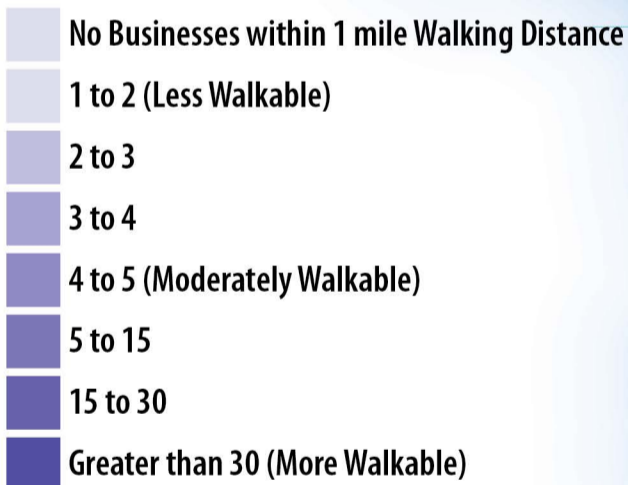 No Businesses within 1 mile Walking Distance
1 to 2 (Less Walkable)
2 to 3
3 to 4
4 to 5 (Moderately Walkable)
5 to 15
15 to 30
Greater than 30 (More Walkable)